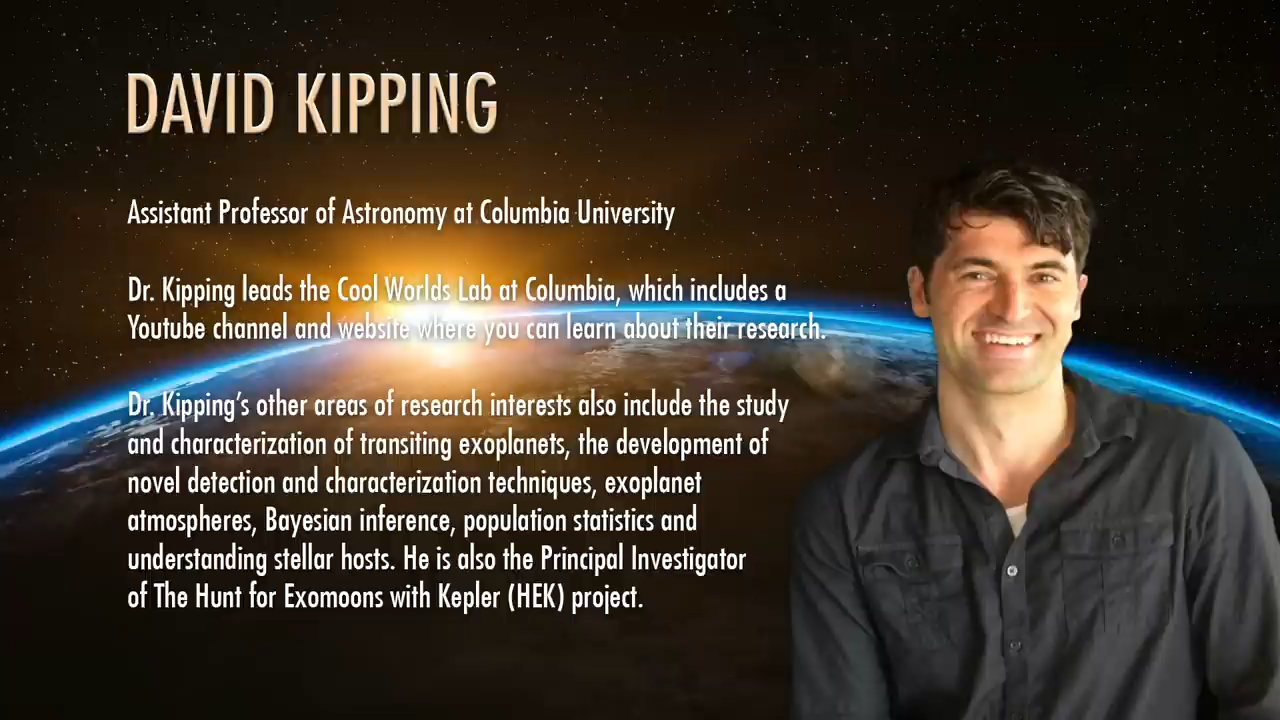 DAVID KIPPING
Assistant Professor of Astronomy at Columbia University
Dr. Kipping leads the Cool Worlds Lab at Columbia, which includes a
Youtube channel and website where you can learn about their research.
Dr. Kipping’s other areas of research interests also include the study
and characterization of transiting exoplanets, the development of
novel detection and characterization techniques, exoplanet
atmospheres, Bayesian inference, population statistics and
understanding stellar hosts. He is also the Principal Investigator
of The Hunt for Exomoons with Kepler (HEK) project.